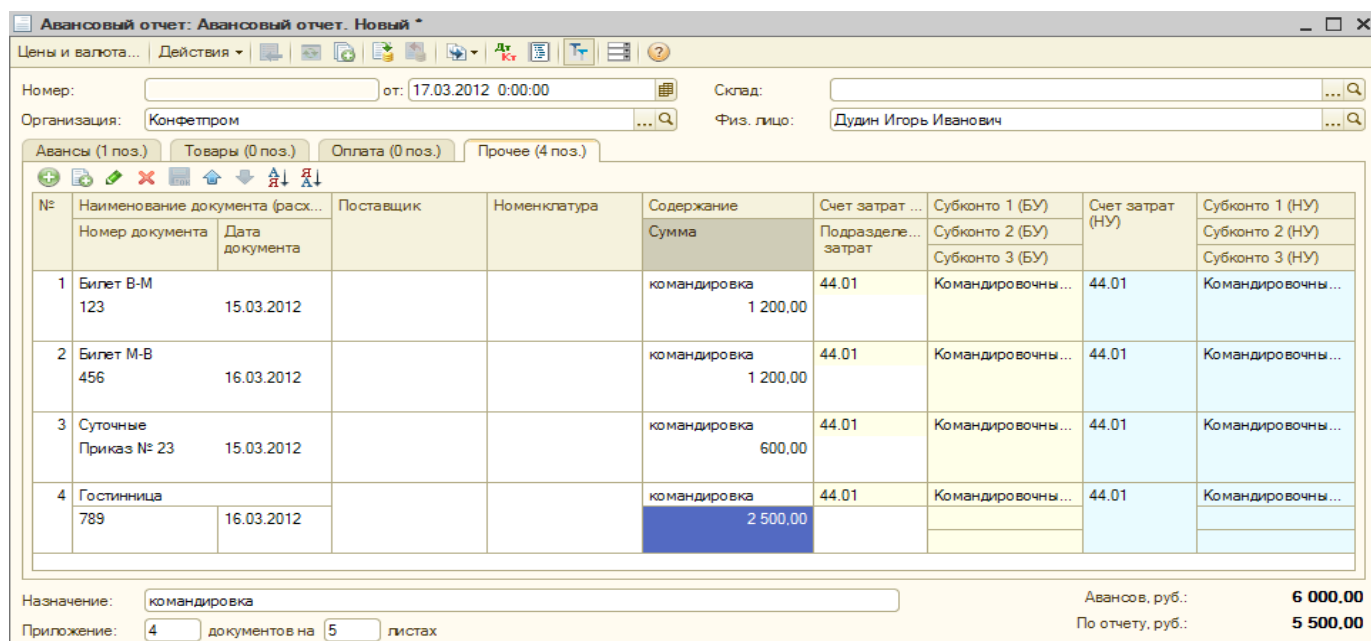 Авансовый отчет: Авансовый отчет. Новый *
Цены и валюта... Действия
Номер: от: 17.03.2012 0:00:00 Склад:
Организация: Конфетпром Физ. лицо: Дудин Игорь Иванович
Авансы (1 поз.) Товары (0 поз.) Оплата (0 поз.) Прочее (4 поз.)
№ Наименование документа (расх... Поставщик Номенклатура Содержание Счет затрат ... Субконто 1 (БУ) Счет затрат (НУ) Субконто 1 (НУ)
Номер документа Дата документа Сумма Подразделе... затрат Субконто 2 (БУ) Субконто 2 (НУ)
Субконто 3 (БУ) Субконто 3 (НУ)
1 Билет В-М командировка 44.01 Командировочны... 44.01 Командировочны...
123 15.03.2012 1 200,00
2 Билет М-В командировка 44.01 Командировочны... 44.01 Командировочны...
456 16.03.2012 1 200,00
3 Суточные командировка 44.01 Командировочны... 44.01 Командировочны...
Приказ № 23 15.03.2012 600,00
4 Гостинница командировка 44.01 Командировочны... 44.01 Командировочны...
789 16.03.2012 2 500,00
Назначение: командировка Авансов, руб.: 6 000,00
Приложение: 4 документов на 5 листах По отчету, руб.: 5 500,00